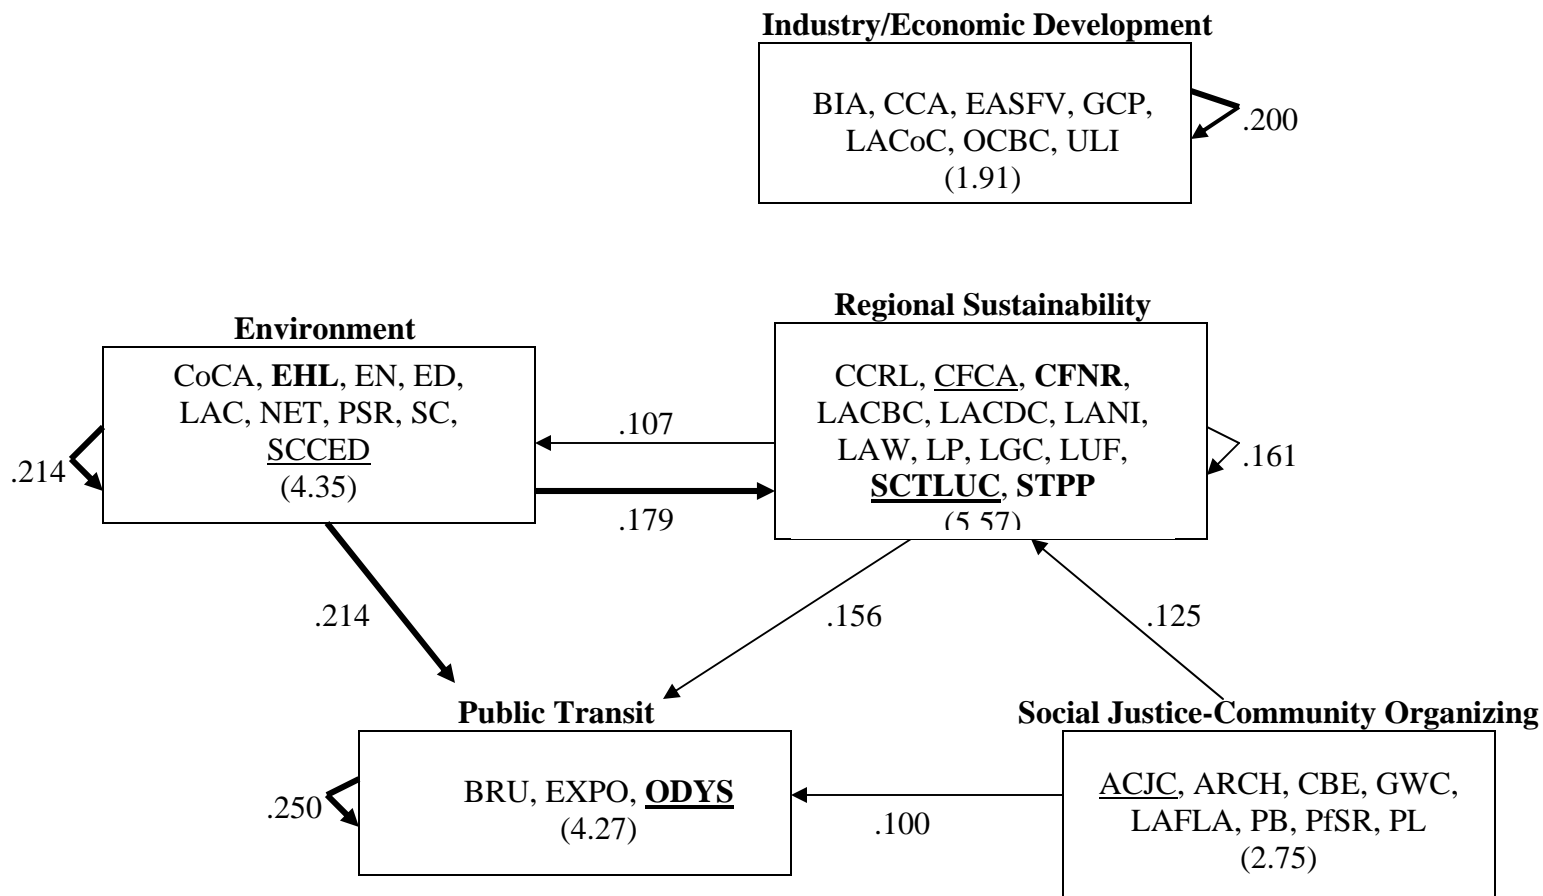 Industry/Economic Development
BIA, CCA, EASFV, GCP,
LACoC, OCBC, ULI
(1.91)
.200
Environment
CoCA, EHL, EN, ED,
LAC, NET, PSR, SC,
SCCED
(4.35)
.214
.107
.179
Regional Sustainability
CCRL, CFCA, CFNR,
LACBC, LACDC, LANI,
LAW, LP, LGC, LUF,
SCTLUC, STPP
(5.57)
.161
.214
.156
.125
Public Transit
BRU, EXPO, ODYS
(4.27)
.250
.100
Social Justice-Community Organizing
ACJC, ARCH, CBE, GWC,
LAFLA, PB, PfSR, PL
(2.75)